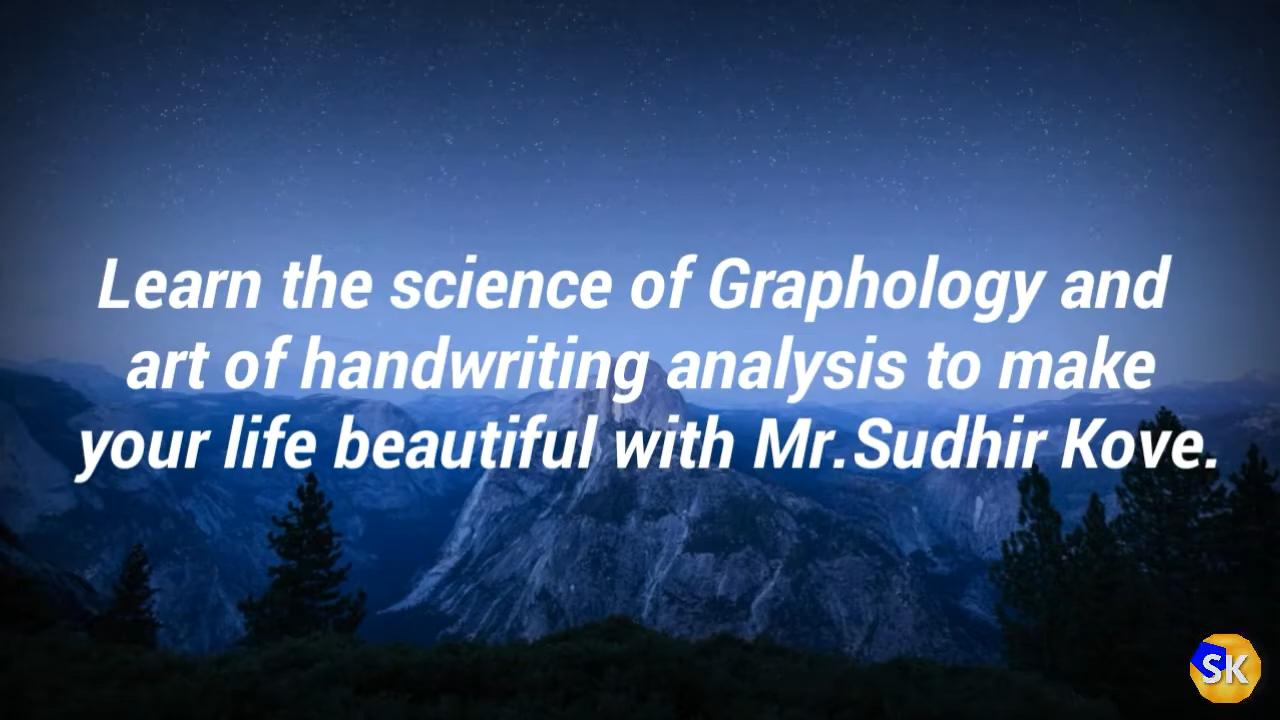 Learn the science of Graphology and
art of handwriting analysis to make
your life beautiful with Mr.Sudhir Kove.
SK